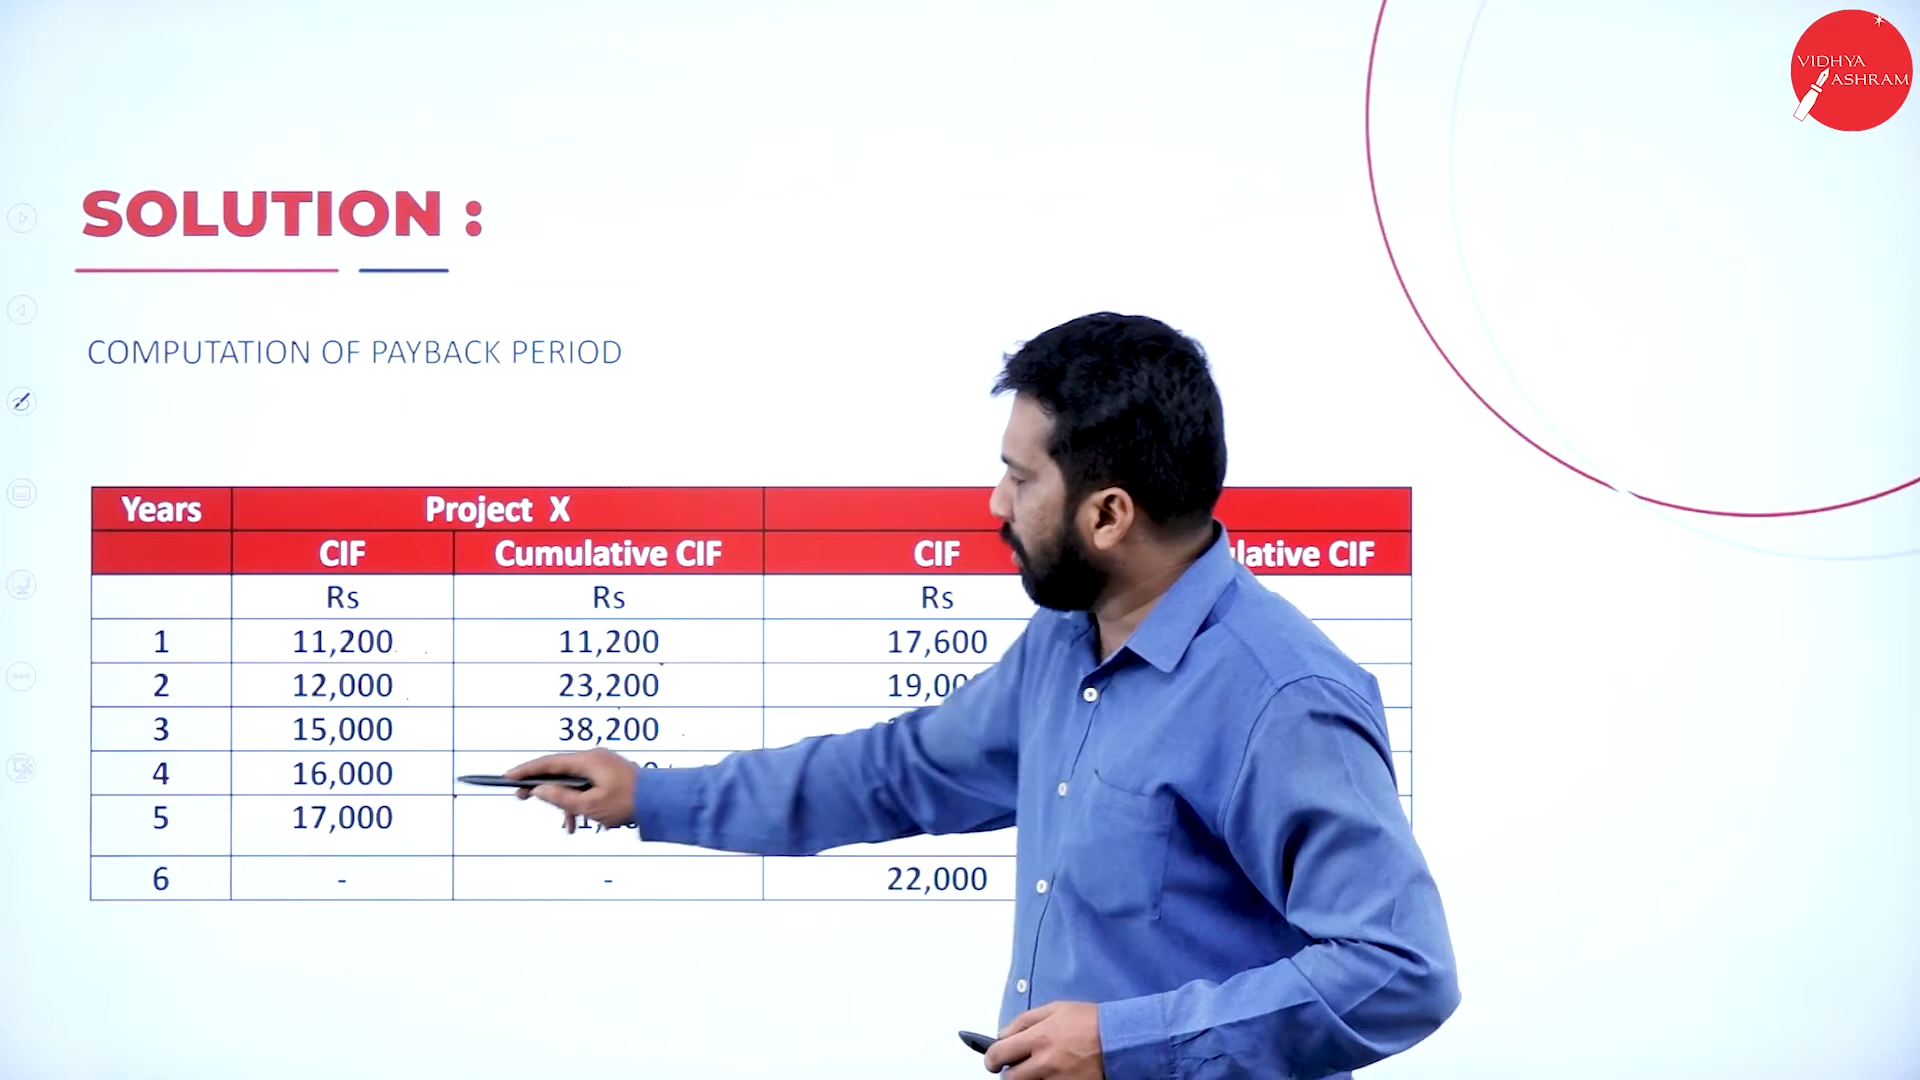 VIDHYA
ASHRAM
SOLUTION :
COMPUTATION OF PAYBACK PERIOD
Years Project X
CIF Cumulative CIF CIF CIF
Rs Rs Rs
1 11,200 11,200 17,600
2 12,000 23,200
3 15,000 38,200
4 16,000
5 17,000
6 - - 22,000